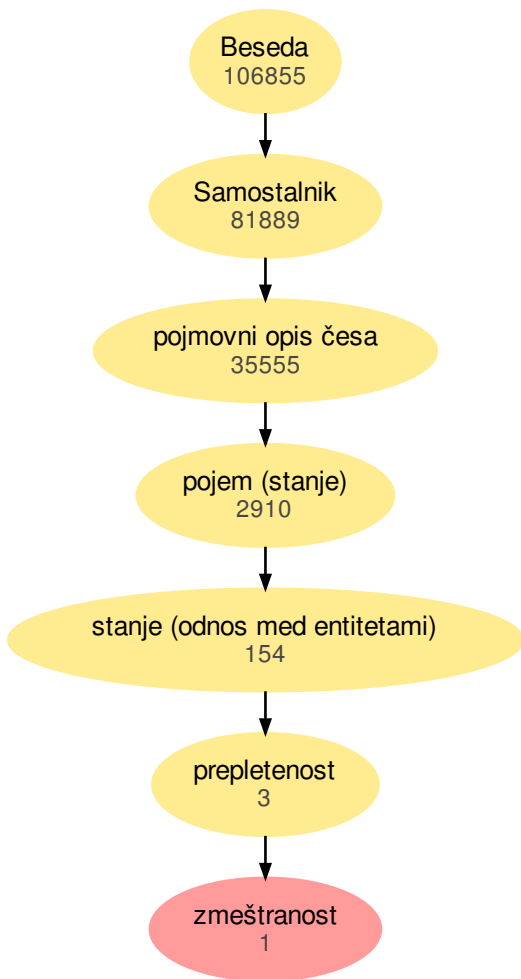 Beseda
106855
Samostalnik
81889
pojmovni opis česa
35555
pojem (stanje)
2910
stanje (odnos med entitetami)
154
prepletenost
3
zmeštranost
1